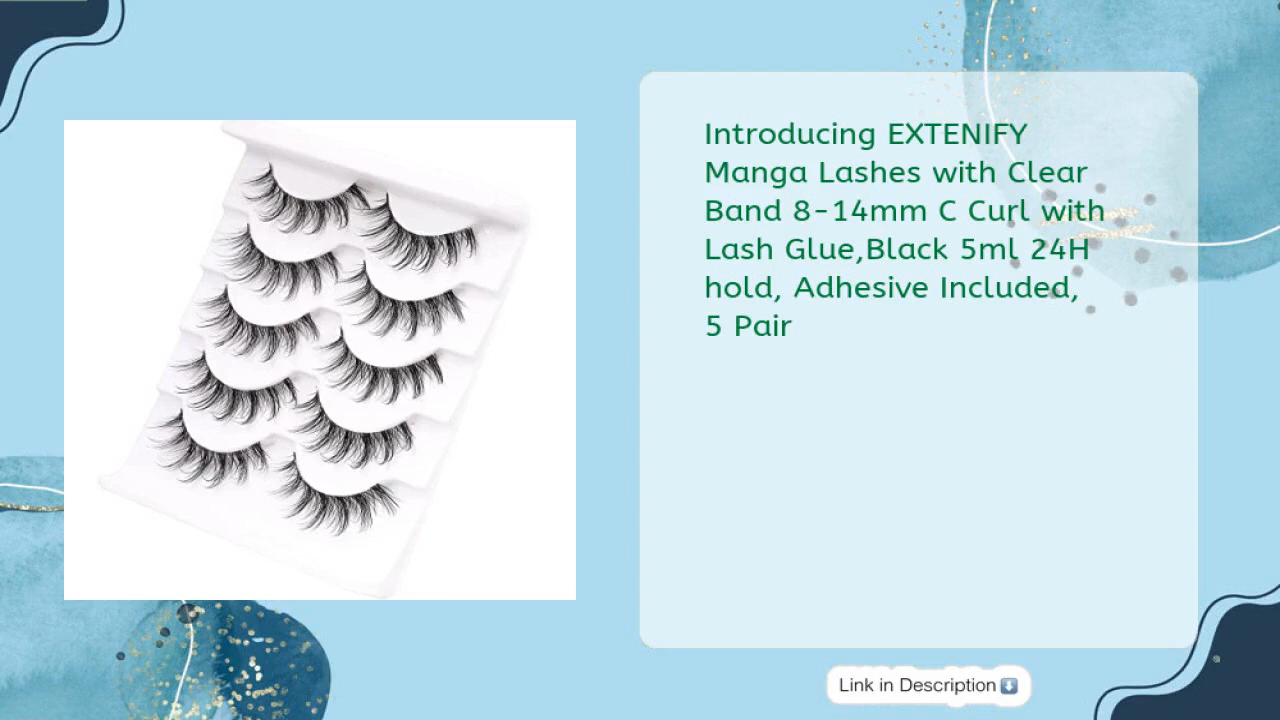 Introducing EXTENIFY
Manga Lashes with Clear
Band 8-14mm C Curl with
Lash Glue,Black 5ml 24H
hold, Adhesive Included,
5 Pair
Link in Description⬇️